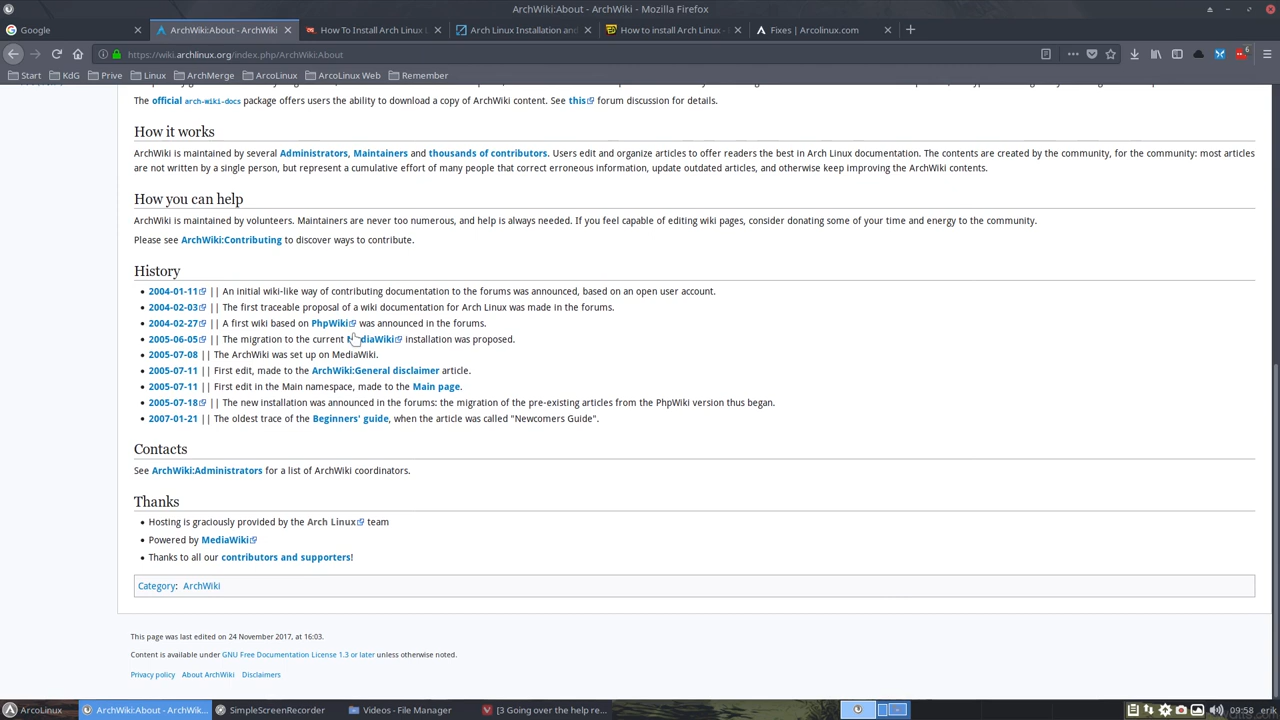 ArchWiki:About - ArchWiki - Mozilla Firefox
Google
ArchWiki:About - ArchWiki
How To Install Arch Linux
Arch Linux Installation and
How to install Arch Linux -
Fixes | Arcolinux.com
https://wiki.archlinux.org/index.php/ArchWiki:About
6
Start KdG Prive Linux ArchMerge ArcoLinux ArcoLinux Web Remember
The official arch-wiki-docs package offers users the ability to download a copy of ArchWiki content. See this forum discussion for details.
How it works
ArchWiki is maintained by several Administrators, Maintainers and thousands of contributors. Users edit and organize articles to offer readers the best in Arch Linux documentation. The contents are created by the community, for the community: most articles
are not written by a single person, but represent a cumulative effort of many people that correct erroneous information, update outdated articles, and otherwise keep improving the ArchWiki contents.
How you can help
ArchWiki is maintained by volunteers. Maintainers are never too numerous, and help is always needed. If you feel capable of editing wiki pages, consider donating some of your time and energy to the community.
Please see ArchWiki:Contributing to discover ways to contribute.
History
• 2004-01-11 || An initial wiki-like way of contributing documentation to the forums was announced, based on an open user account.
• 2004-02-03 || The first traceable proposal of a wiki documentation for Arch Linux was made in the forums.
• 2004-02-27 || A first wiki based on PhpWiki was announced in the forums.
• 2005-06-05 || The migration to the current MediaWiki installation was proposed.
• 2005-07-08 || The ArchWiki was set up on MediaWiki.
• 2005-07-11 || First edit, made to the ArchWiki:General disclaimer article.
• 2005-07-11 || First edit in the Main namespace, made to the Main page.
• 2005-07-18 || The new installation was announced in the forums: the migration of the pre-existing articles from the PhpWiki version thus began.
• 2007-01-21 || The oldest trace of the Beginners' guide, when the article was called "Newcomers Guide".
Contacts
See ArchWiki:Administrators for a list of ArchWiki coordinators.
Thanks
• Hosting is graciously provided by the Arch Linux team
• Powered by MediaWiki
• Thanks to all our contributors and supporters!
Category: ArchWiki
This page was last edited on 24 November 2017, at 16:03.
Content is available under GNU Free Documentation License 1.3 or later unless otherwise noted.
Privacy policy About ArchWiki Disclaimers
ArcoLinux
ArchWiki:About - ArchWik...
SimpleScreenRecorder
Videos - File Manager
[3 Going over the help re...
09:58 erik